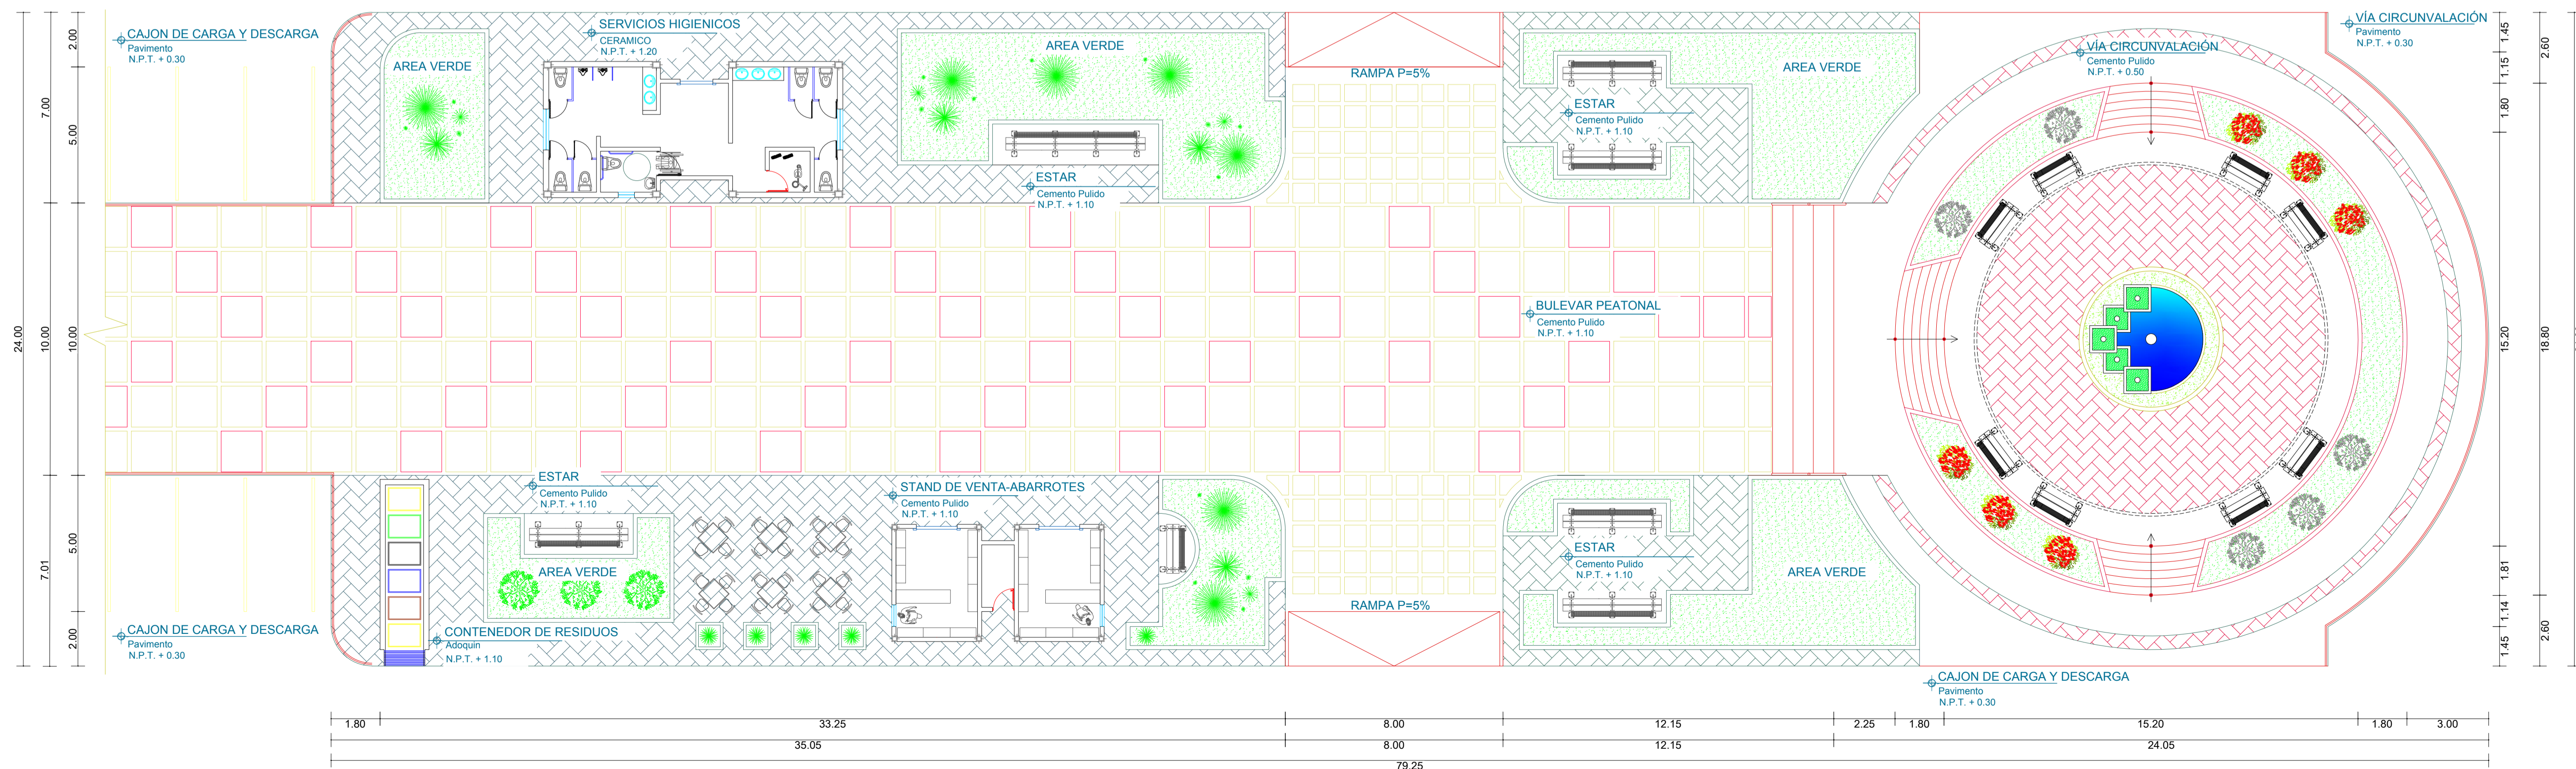 CAJON DE CARGA Y DESCARGA
Pavimento
N.P.T. + 0.30
SERVICIOS HIGIENICOS
CERAMICO
N.P.T. + 1.20
AREA VERDE
AREA VERDE
RAMPA P=5%
AREA VERDE
ESTAR
Cemento Pulido
N.P.T. + 1.10
ESTAR
Cemento Pulido
N.P.T. + 1.10
VÍA CIRCUNVALACIÓN
Cemento Pulido
N.P.T. + 0.50
VÍA CIRCUNVALACIÓN
Pavimento
N.P.T. + 0.30
BULEVAR PEATONAL
Cemento Pulido
N.P.T. + 1.10
ESTAR
Cemento Pulido
N.P.T. + 1.10
AREA VERDE
STAND DE VENTA-ABARROTES
Cemento Pulido
N.P.T. + 1.10
ESTAR
Cemento Pulido
N.P.T. + 1.10
AREA VERDE
RAMPA P=5%
CAJON DE CARGA Y DESCARGA
Pavimento
N.P.T. + 0.30
CONTENEDOR DE RESIDUOS
Adoquin
N.P.T. + 1.10
CAJON DE CARGA Y DESCARGA
Pavimento
N.P.T. + 0.30
24.00
7.00
10.00
7.01
2.00
5.00
10.00
5.00
2.00
1.45
1.15
1.80
15.20
1.81
1.14
1.45
2.60
18.80
2.60
1.80
33.25
8.00
12.15
2.25
1.80
15.20
1.80
3.00
35.05
8.00
12.15
24.05
79.25